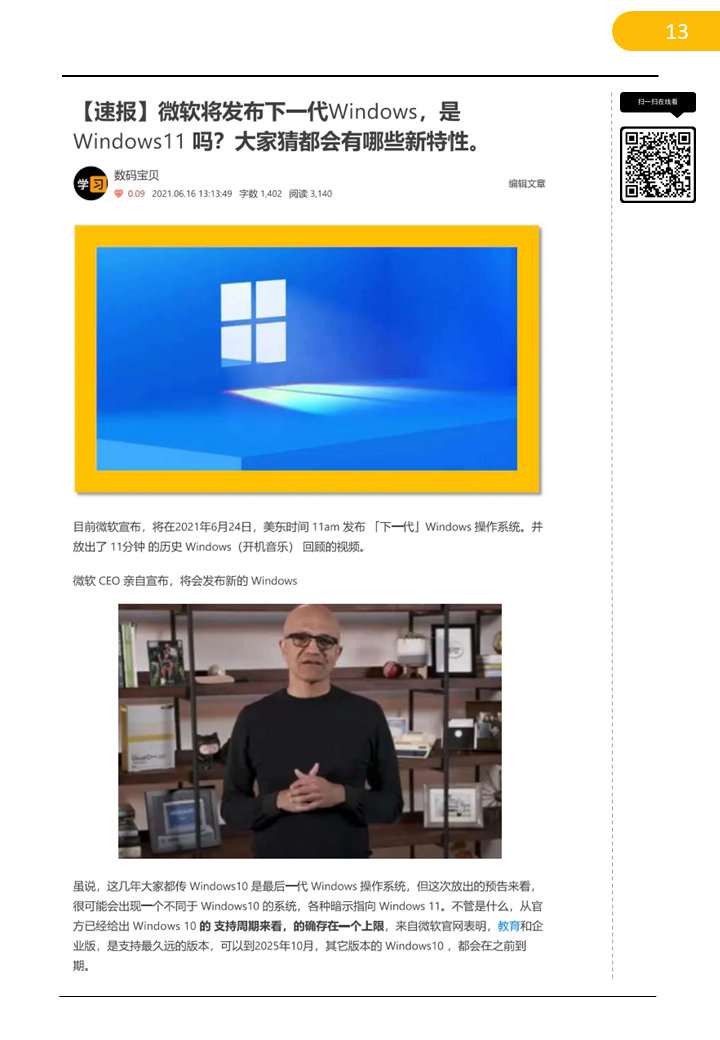 13
扫一扫在线看
【速报】微软将发布下一代Windows，是
Windows11 吗？大家猜都会有哪些新特性。
学习
数码宝贝
0.09 2021.06.16 13:13:49 字数 1,402 阅读 3,140
编辑文章
目前微软宣布，将在2021年6月24日，美东时间 11am 发布 「下一代」Windows 操作系统。并
放出了 11分钟 的历史 Windows（开机音乐） 回顾的视频。
微软 CEO 亲自宣布，将会发布新的 Windows
虽说，这几年大家都传 Windows10 是最后一代 Windows 操作系统，但这次放出的预告来看，
很可能会出现一个不同于 Windows10 的系统，各种暗示指向 Windows 11。不管是什么，从官
方已经给出 Windows 10 的 支持周期来看，的确存在一个上限，来自微软官网表明，教育和企
业版，是支持最久远的版本，可以到2025年10月，其它版本的 Windows10 ，都会在之前到
期。